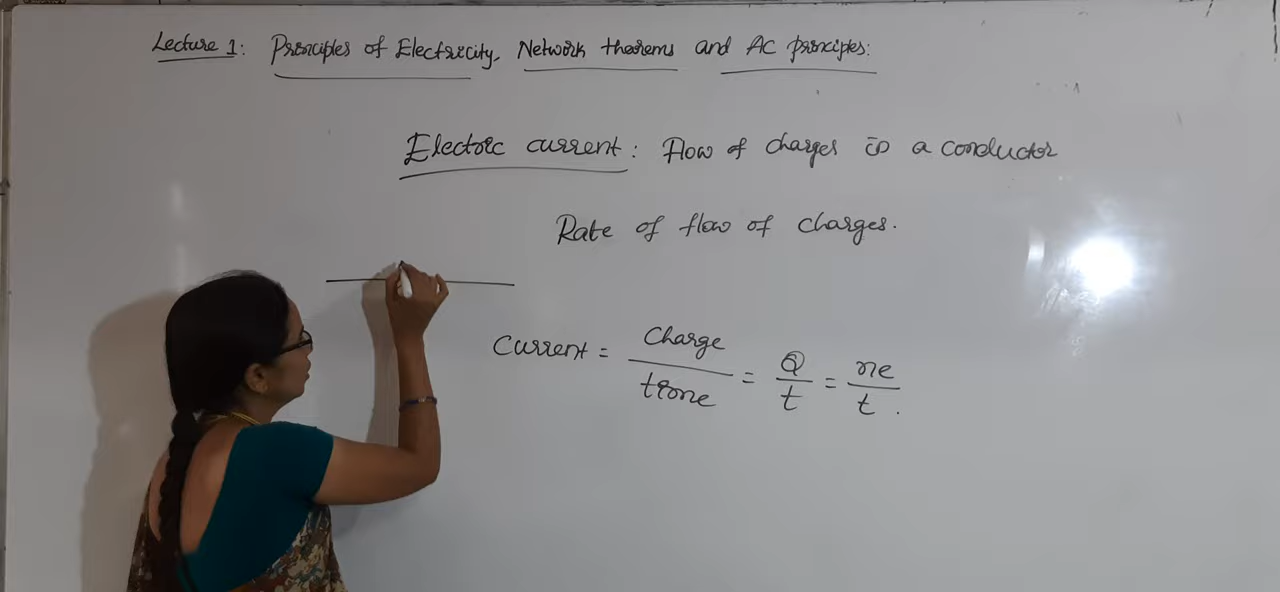 Lecture 1: Principles of Electricity, Network theorems and AC principles:
Electric current: Flow of charges in a conductor
Rate of flow of charges.
Current = Charge / time = Q / t = ne / t.